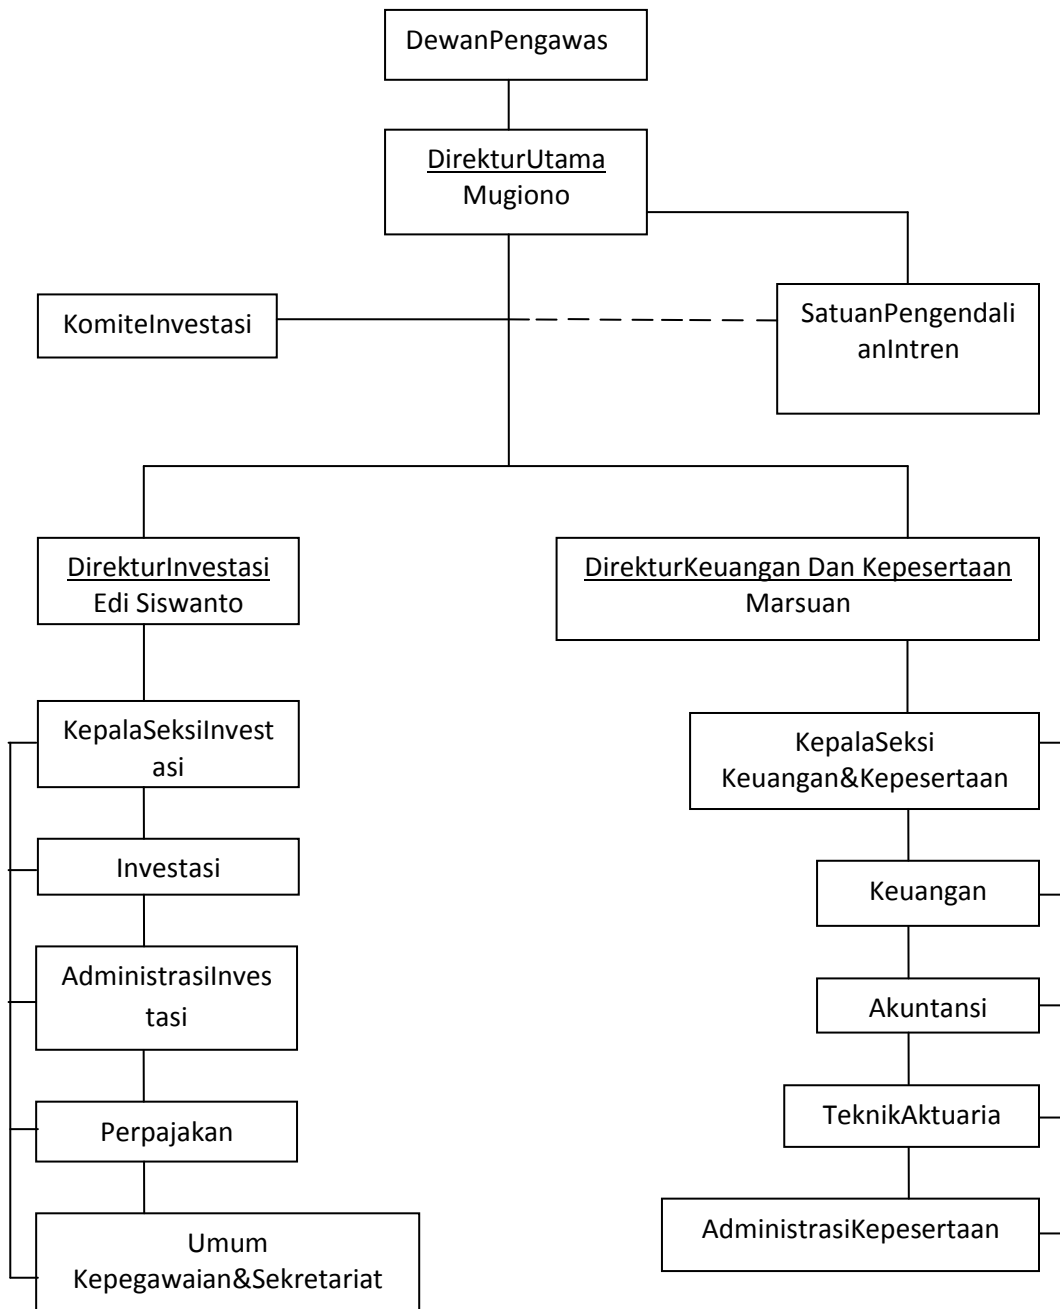 DewanPengawas
DirekturUtama
Mugiono
KomiteInvestasi
SatuanPengendali
anIntren
DirekturInvestasi
Edi Siswanto
DirekturKeuangan Dan Kepesertaan
Marsuan
KepalaSeksiInvest
asi
KepalaSeksi
Keuangan&Kepesertaan
Investasi
Keuangan
AdministrasiInves
tasi
Akuntansi
Perpajakan
TeknikAktuaria
Umum
Kepegawaian&Sekretariat
AdministrasiKepesertaan